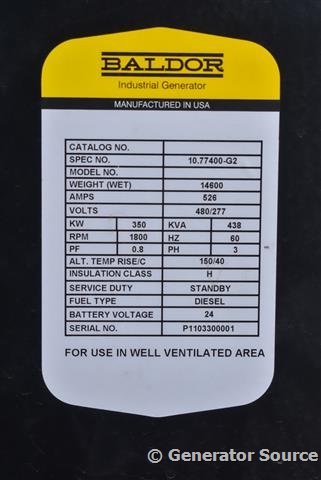 BALDOR
Industrial Generator
MANUFACTURED IN USA
CATALOG NO.
SPEC NO. 10.77400-G2
MODEL NO.
WEIGHT (WET) 14600
AMPS 526
VOLTS 480/277
KW 350 KVA 438
RPM 1800 HZ 60
PF 0.8 PH 3
ALT. TEMP RISE/C 150/40
INSULATION CLASS H
SERVICE DUTY STANDBY
FUEL TYPE DIESEL
BATTERY VOLTAGE 24
SERIAL NO. P1103300001
FOR USE IN WELL VENTILATED AREA
© Generator Source